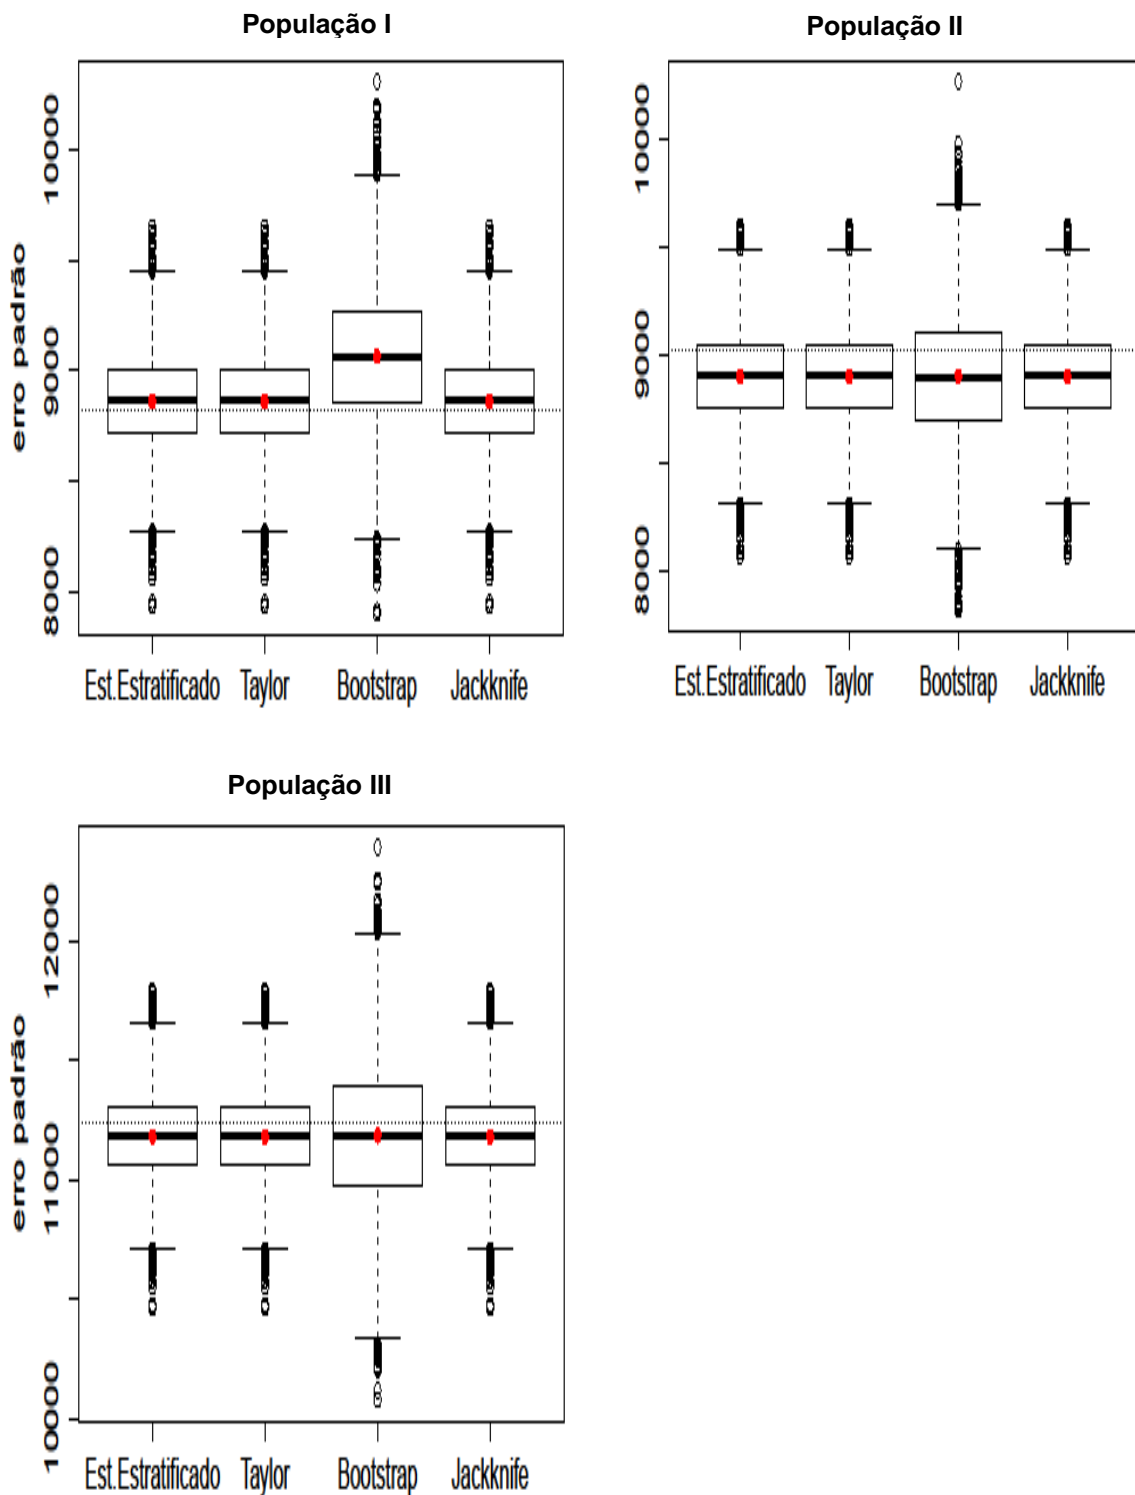 População I
erro padrão
10000
9000
8000
Est.Estratificado Taylor Bootstrap Jackknife
População II
10000
9000
8000
Est.Estratificado Taylor Bootstrap Jackknife
População III
erro padrão
12000
11000
10000
Est.Estratificado Taylor Bootstrap Jackknife